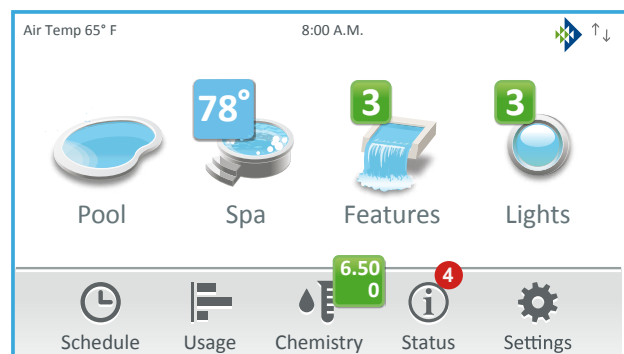 Air Temp 65° F 8:00 A.M. ↑↓
78° 3 3
Pool Spa Features Lights
6.50
0 4
Schedule Usage Chemistry Status Settings